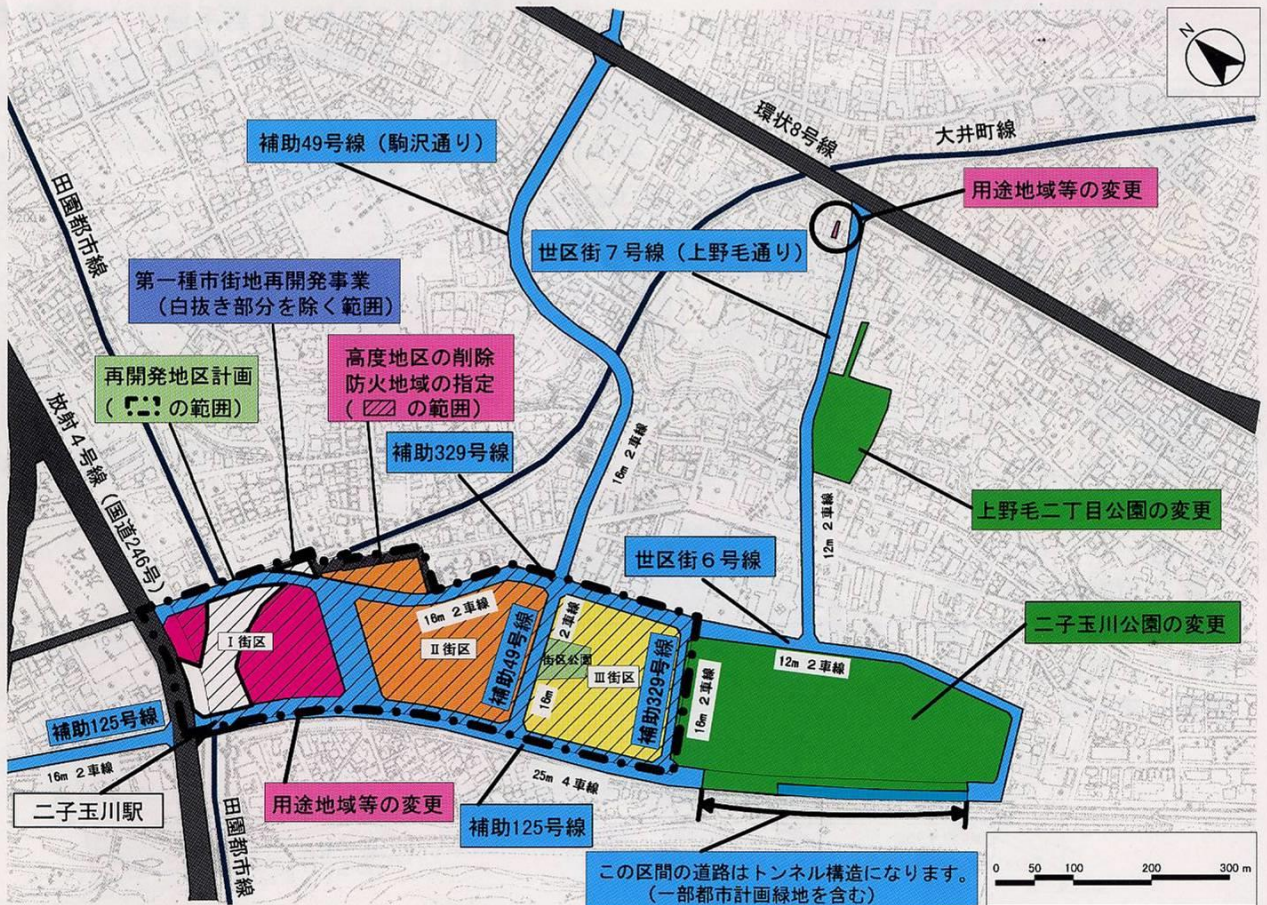 N
環状8号線
大井町線
補助49号線（駒沢通り）
用途地域等の変更
田園都市線
世区街７号線（上野毛通り）
第一種市街地再開発事業
（白抜き部分を除く範囲）
高度地区の削除
防火地域の指定
（ の範囲）
再開発地区計画
（ の範囲）
放射４号線（国道246号）
補助329号線
16m 2車線
12m 2車線
上野毛二丁目公園の変更
世区街６号線
二子玉川公園の変更
16m 2車線
Ⅰ街区
Ⅱ街区
補助49号線
2車線
16m
街区公園
Ⅲ街区
補助329号線
16m 2車線
12m 2車線
補助125号線
16m 2車線
25m 4車線
二子玉川駅
用途地域等の変更
補助125号線
田園都市線
この区間の道路はトンネル構造になります。
（一部都市計画緑地を含む）
0 50 100 200 300 m